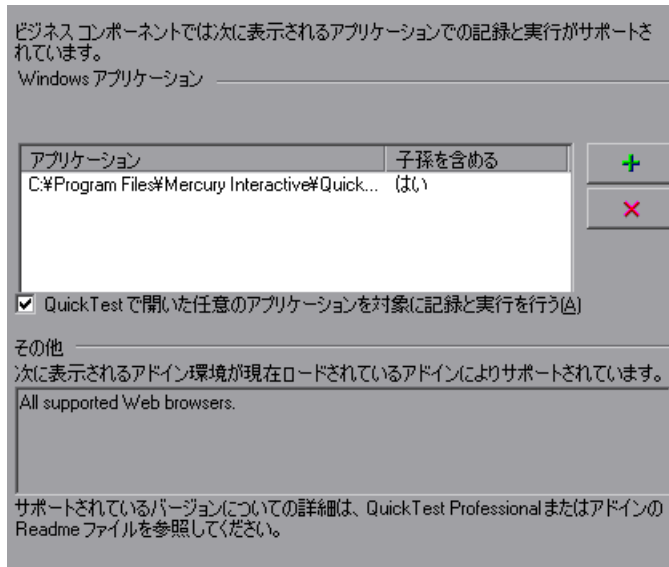 ビジネス コンポーネントでは次に表示されるアプリケーションでの記録と実行がサポートさ
れています。
Windows アプリケーション
アプリケーション 子孫を含める
C:¥Program Files¥Mercury Interactive¥Quick... はい
QuickTest で開いた任意のアプリケーションを対象に記録と実行を行う(A)
その他
次に表示されるアドイン環境が現在ロードされているアドインによりサポートされています。
All supported Web browsers.
サポートされているバージョンについての詳細は、QuickTest Professional またはアドインの
Readme ファイルを参照してください。